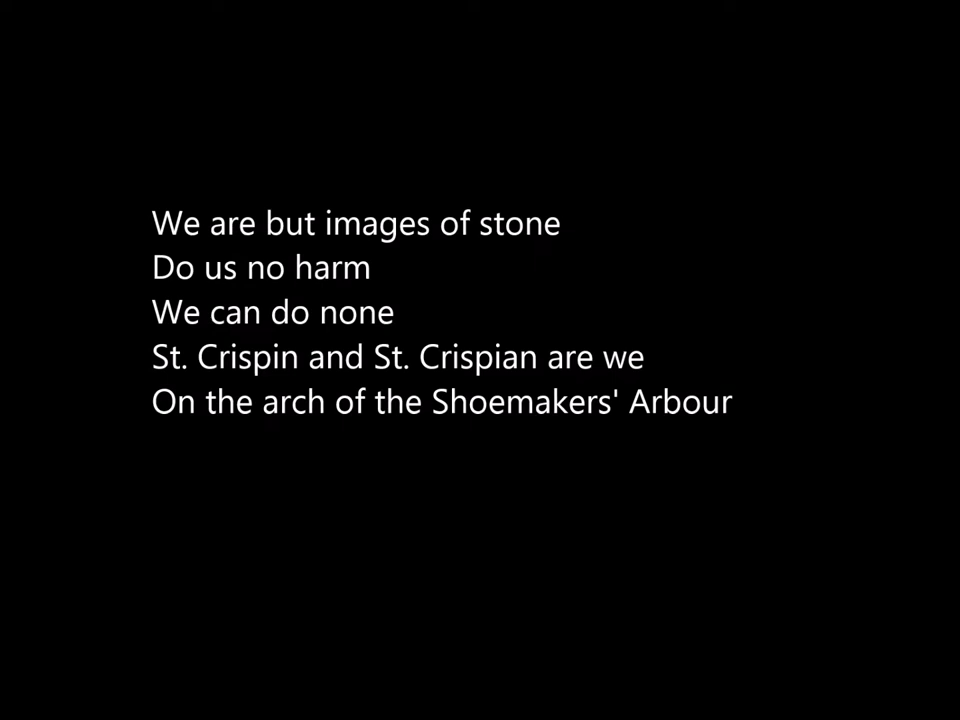 We are but images of stone
Do us no harm
We can do none
St. Crispin and St. Crispian are we
On the arch of the Shoemakers' Arbour